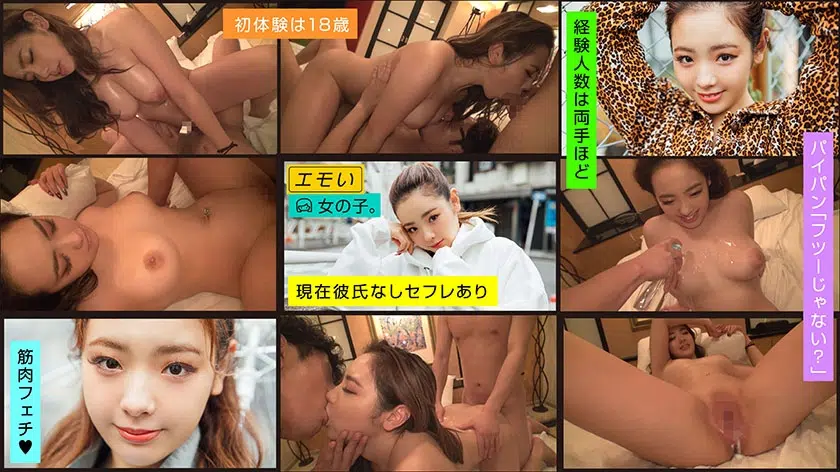 初体験は18歳
経験人数は両手ほど
エモい
女の子。
現在彼氏なしセフレあり
パイパン「フツーじゃない?」
筋肉フェチ♥